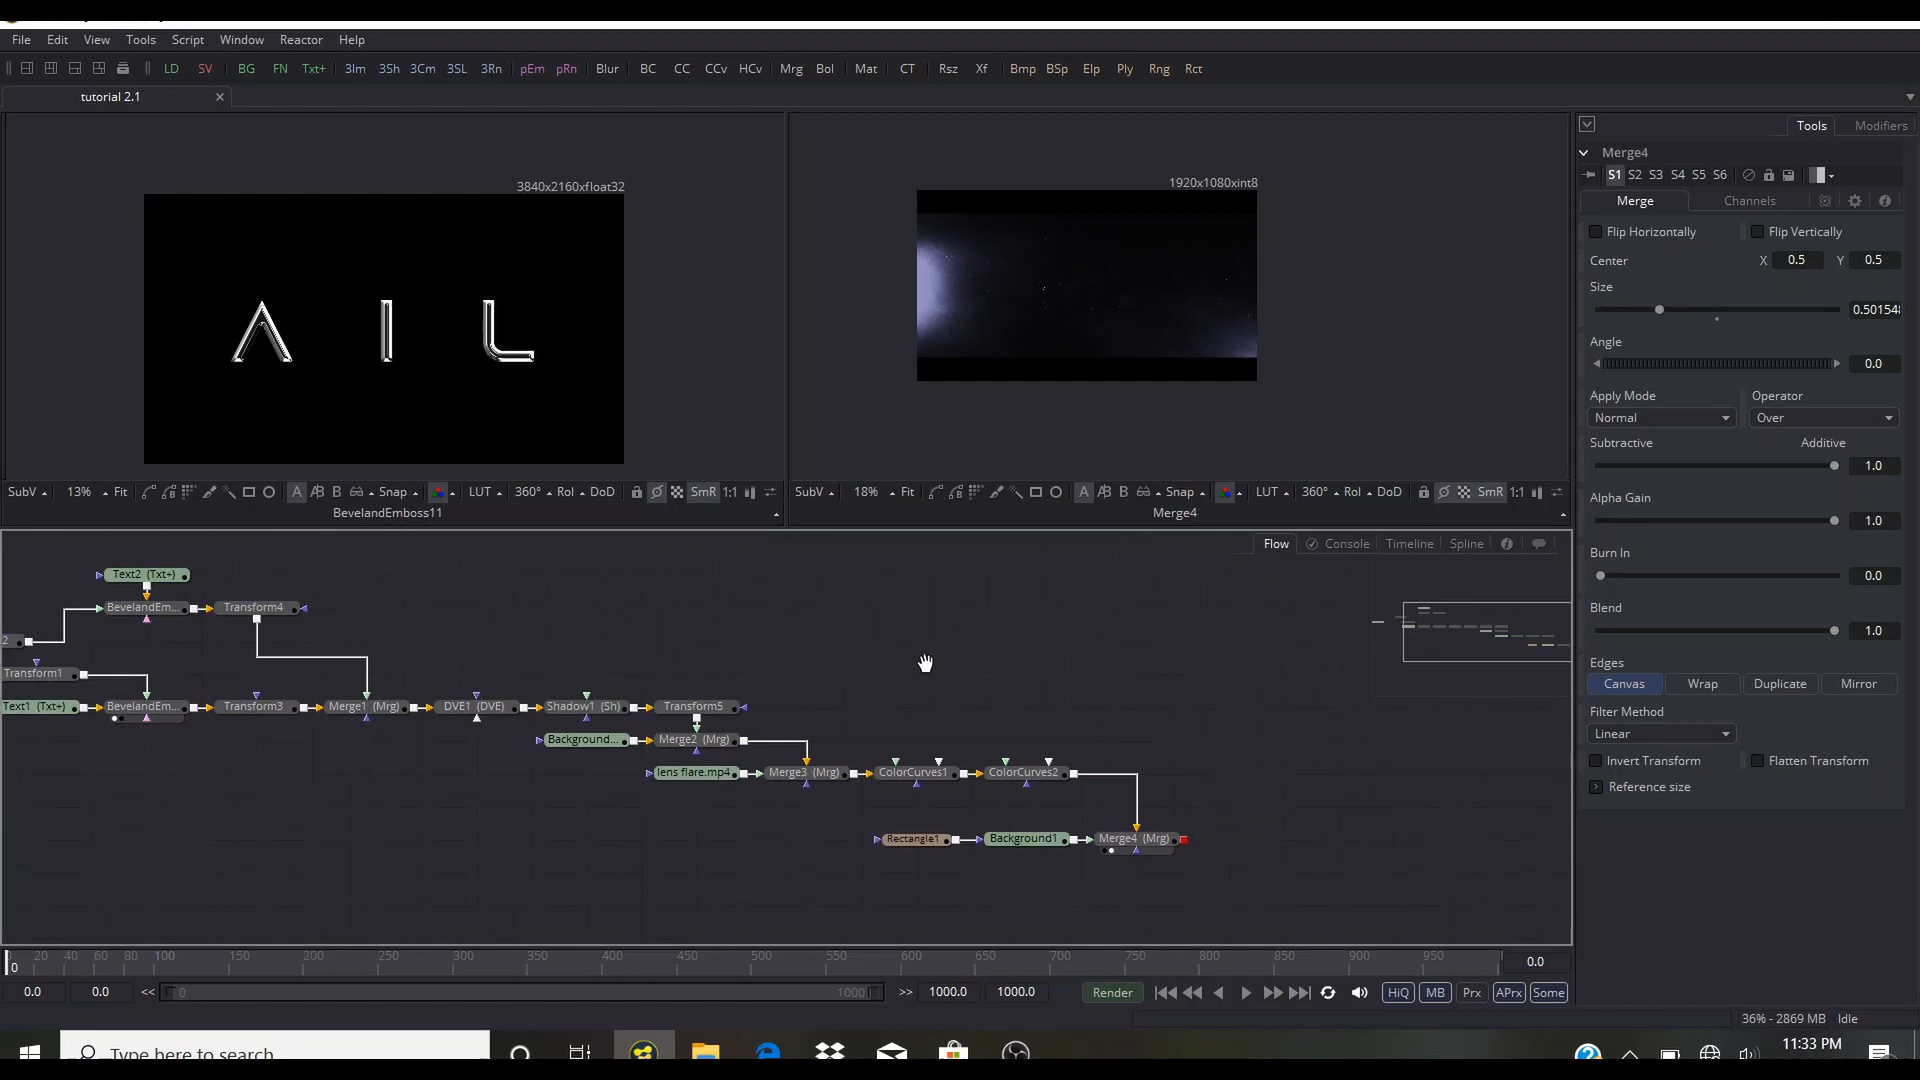 File Edit View Tools Script Window Reactor Help
LD SV BG FN Txt+ 3Im 3Sh 3Cm 3SL 3Rn pEm pRn Blur BC CC CCv HCv Mrg Bol Mat CT Rsz Xf Bmp BSp Elp Ply Rng Rct
tutorial 2.1
Tools Modifiers
Merge4
S1 S2 S3 S4 S5 S6
Merge Channels
Flip Horizontally Flip Vertically
Center X 0.5 Y 0.5
Size
0.50154
Angle
0.0
Apply Mode Operator
Normal Over
Subtractive Additive
1.0
Alpha Gain
1.0
Burn In
0.0
Blend
1.0
Edges
Canvas Wrap Duplicate Mirror
Filter Method
Linear
Invert Transform Flatten Transform
Reference size
3840x2160xfloat32
A I L
1920x1080xint8
SubV 13% Fit A B Snap LUT 360° RoI DoD SmR 1:1
BevelandEmboss11
SubV 18% Fit A B Snap LUT 360° RoI DoD SmR 1:1
Merge4
Flow Console Timeline Spline
Text2 (Txt+)
BevelandEm... Transform4
2
Transform1
Text1 (Txt+) BevelandEm... Transform3 Merge1 (Mrg) DVE1 (DVE) Shadow1 (Sh) Transform5
Background... Merge2 (Mrg)
lens flare.mp4 Merge3 (Mrg) ColorCurves1 ColorCurves2
Rectangle1 Background1 Merge4 (Mrg)
0 20 40 60 80 100 150 200 250 300 350 400 450 500 550 600 650 700 750 800 850 900 950 0.0
0.0 0.0 << 0 1000 >> 1000.0 1000.0 Render HiQ MB Prx APrx Some
36% - 2869 MB Idle
Type here to search
11:33 PM